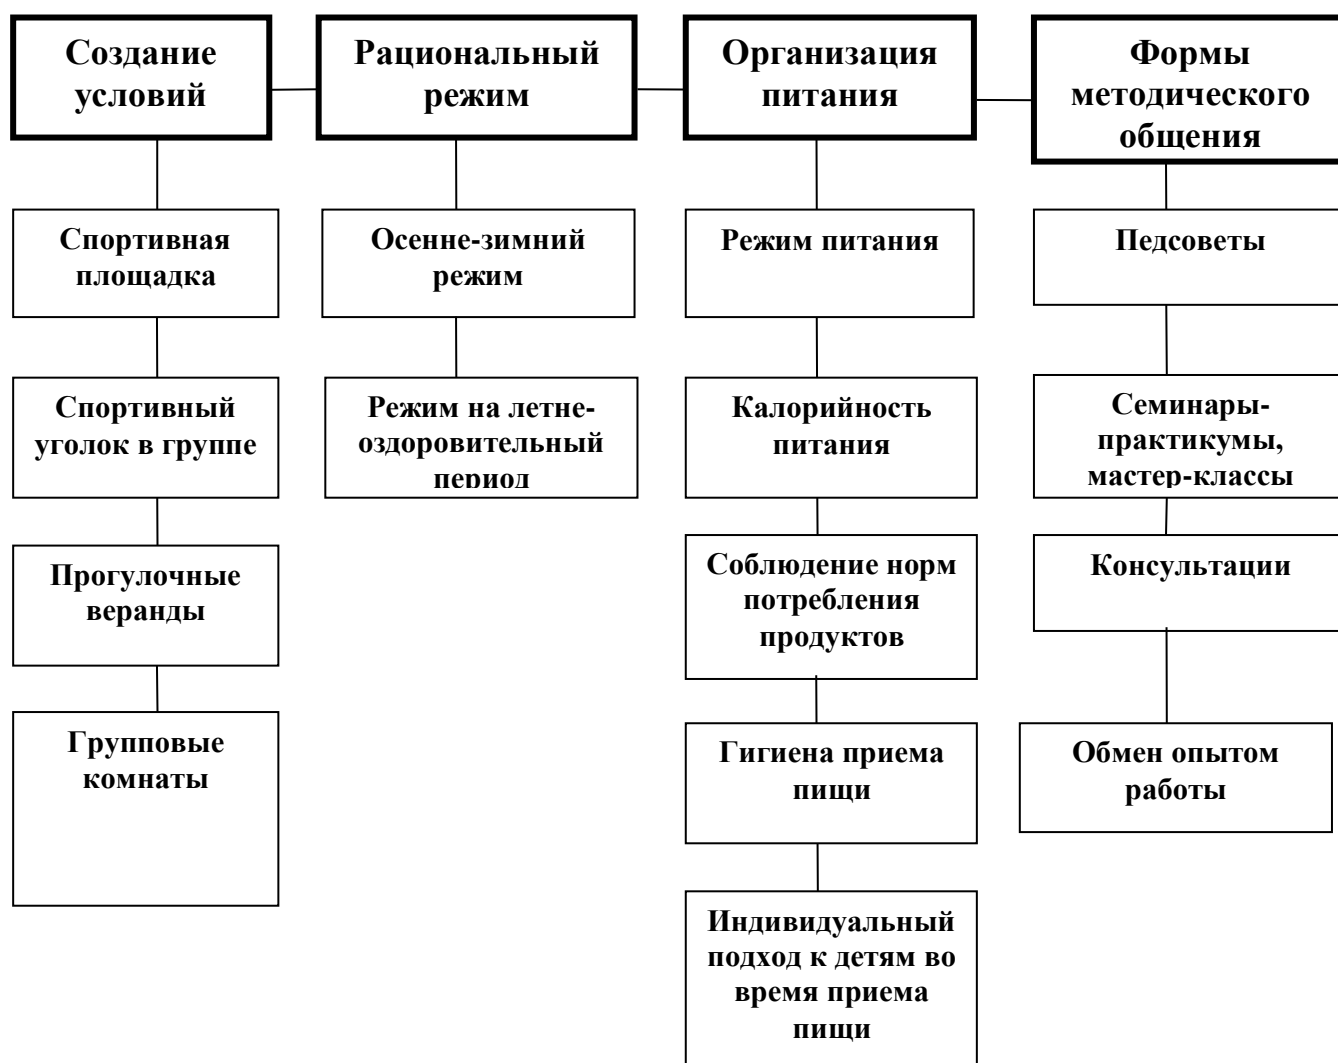 Создание
условий
Рациональный
режим
Организация
питания
Формы
методического
общения
Спортивная
площадка
Осенне-зимний
режим
Режим питания
Педсоветы
Спортивный
уголок в группе
Режим на летне-
оздоровительный
период
Калорийность
питания
Семинары-
практикумы,
мастер-классы
Прогулочные
веранды
Соблюдение норм
потребления
продуктов
Консультации
Групповые
комнаты
Гигиена приема
пищи
Обмен опытом
работы
Индивидуальный
подход к детям во
время приема
пищи